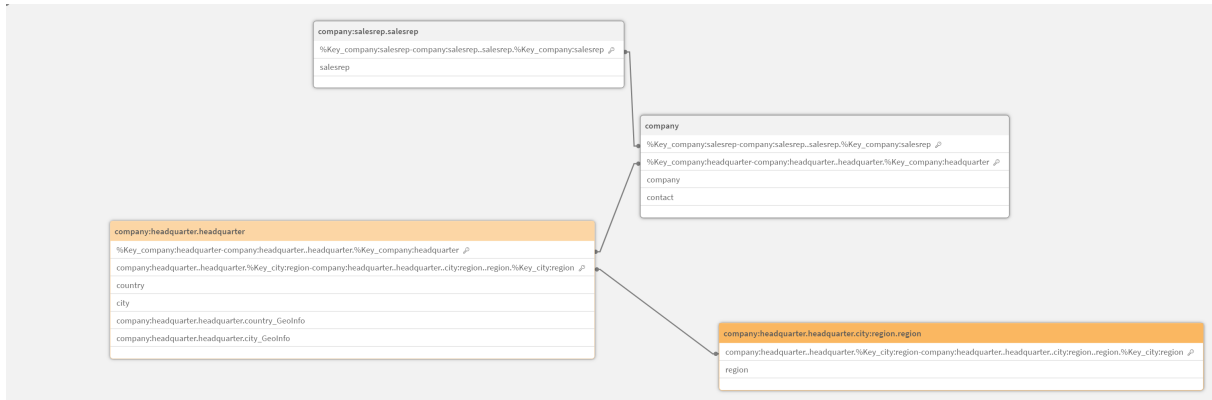 company:salesrep.salesrep
%Key_company:salesrep-company:salesrep..salesrep.%Key_company:salesrep
salesrep
company
%Key_company:salesrep-company:salesrep..salesrep.%Key_company:salesrep
%Key_company:headquarter-company:headquarter..headquarter.%Key_company:headquarter
company
contact
company:headquarter.headquarter
%Key_company:headquarter-company:headquarter..headquarter.%Key_company:headquarter
company:headquarter..headquarter.%Key_city:region-company:headquarter..headquarter..city:region..region.%Key_city:region
country
city
company:headquarter.headquarter.country_GeoInfo
company:headquarter.headquarter.city_GeoInfo
company:headquarter.headquarter.city:region.region
company:headquarter..headquarter.%Key_city:region-company:headquarter..headquarter..city:region..region.%Key_city:region
region